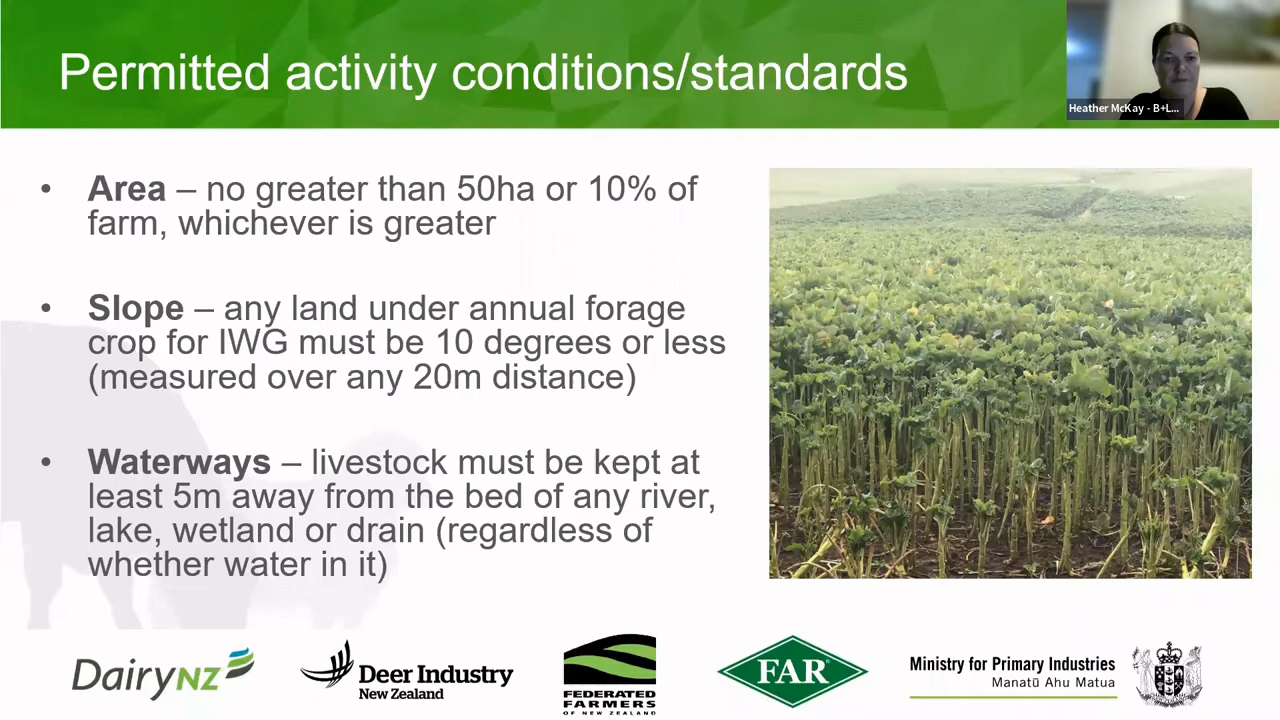 Permitted activity conditions/standards
Heather McKay - B+L...
• Area – no greater than 50ha or 10% of
farm, whichever is greater
• Slope – any land under annual forage
crop for IWG must be 10 degrees or less
(measured over any 20m distance)
• Waterways – livestock must be kept at
least 5m away from the bed of any river,
lake, wetland or drain (regardless of
whether water in it)
DairyNZ
Deer Industry
New Zealand
FEDERATED
FARMERS
OF NEW ZEALAND
FAR
Ministry for Primary Industries
Manatū Ahu Matua